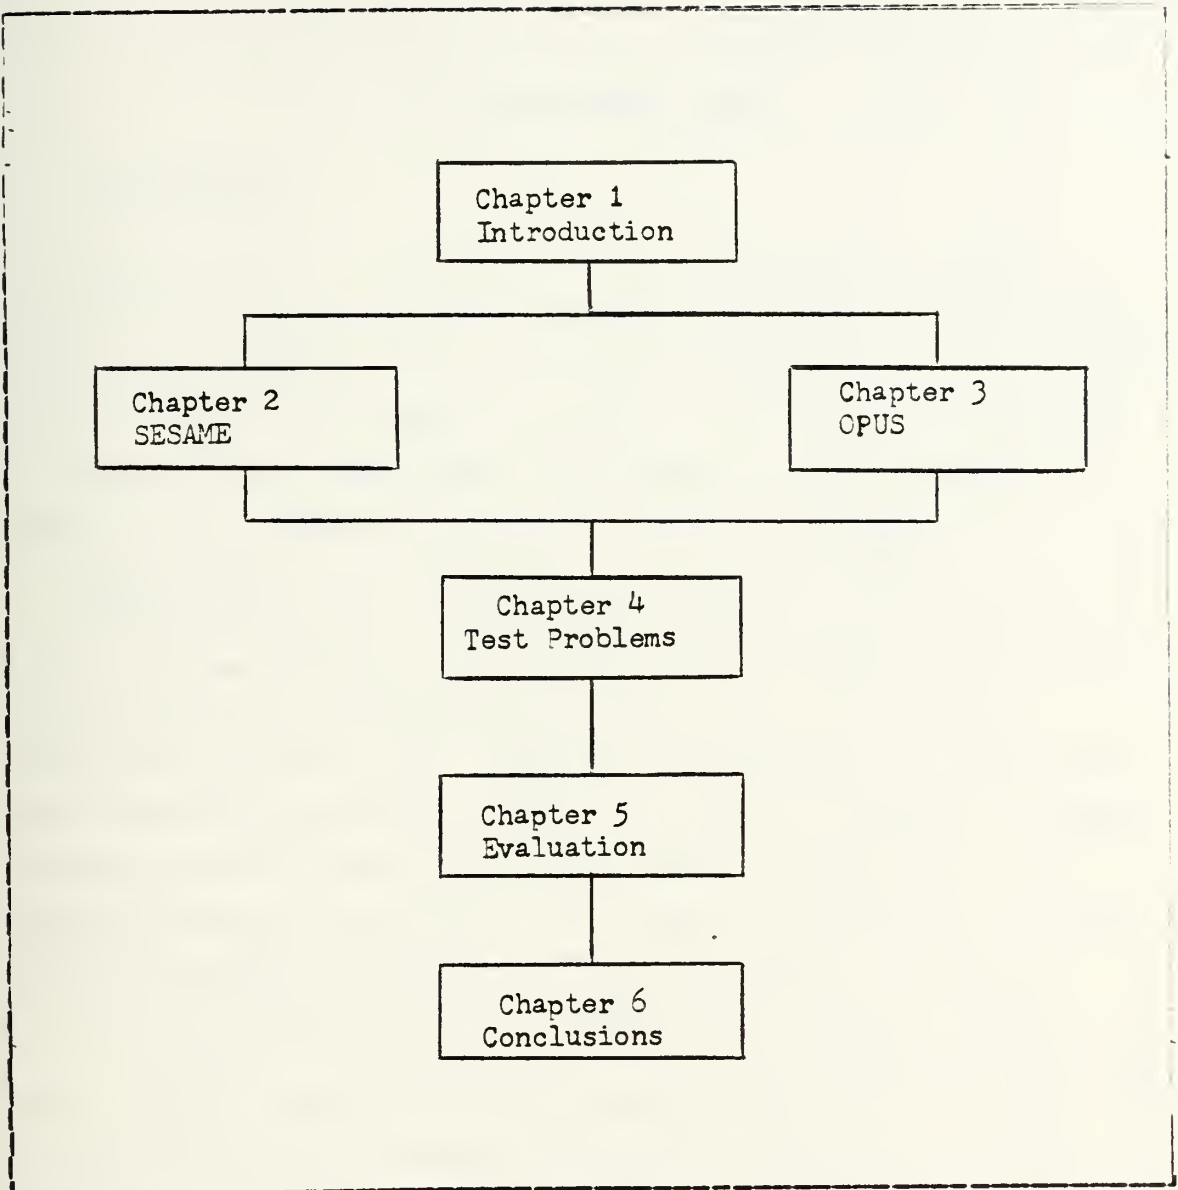 Chapter 1
Introduction
Chapter 2
SESAME
Chapter 3
OPUS
Chapter 4
Test Problems
Chapter 5
Evaluation
Chapter 6
Conclusions